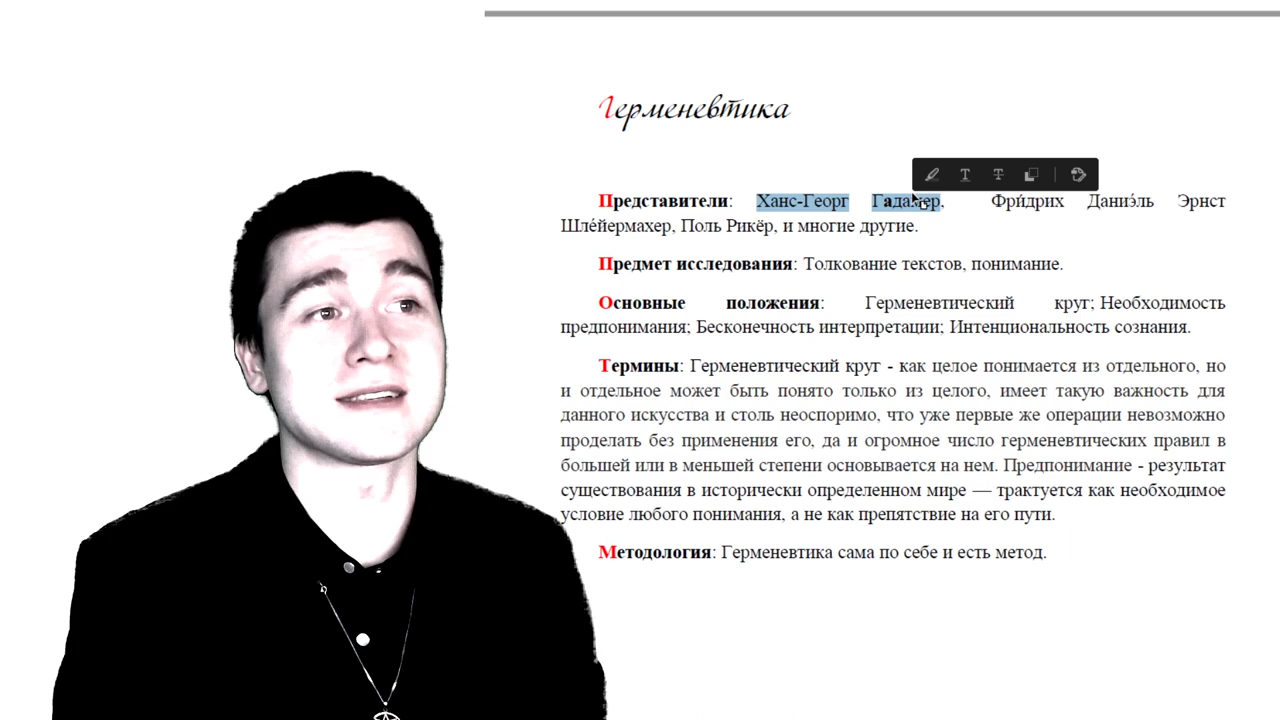 Герменевтика
Представители: Ханс-Георг Гадамер, Фри́дрих Даниэ́ль Эрнст
Шле́йермахер, Поль Рикёр, и многие другие.
Предмет исследования: Толкование текстов, понимание.
Основные положения: Герменевтический круг; Необходимость
предпонимания; Бесконечность интерпретации; Интенциональность сознания.
Термины: Герменевтический круг - как целое понимается из отдельного, но
и отдельное может быть понято только из целого, имеет такую важность для
данного искусства и столь неоспоримо, что уже первые же операции невозможно
проделать без применения его, да и огромное число герменевтических правил в
большей или в меньшей степени основывается на нем. Предпонимание - результат
существования в исторически определенном мире — трактуется как необходимое
условие любого понимания, а не как препятствие на его пути.
Методология: Герменевтика сама по себе и есть метод.